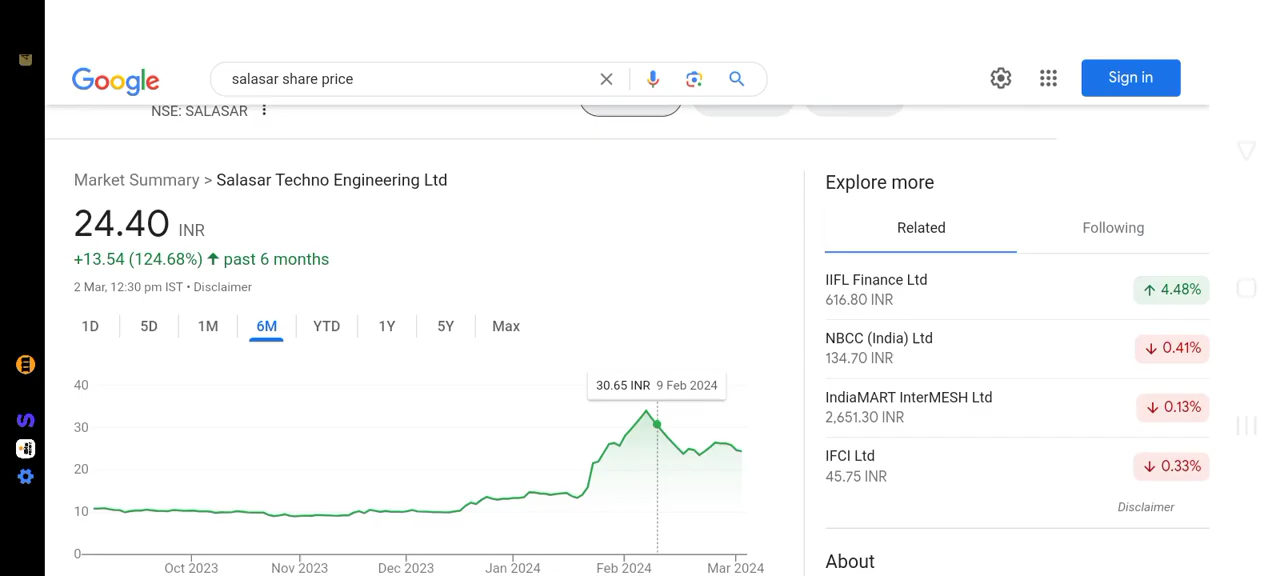 Google
salasar share price
Sign in
NSE: SALASAR
Market Summary > Salasar Techno Engineering Ltd
24.40 INR
+13.54 (124.68%) ↑ past 6 months
2 Mar, 12:30 pm IST • Disclaimer
1D 5D 1M 6M YTD 1Y 5Y Max
30.65 INR 9 Feb 2024
40
30
20
10
0
Oct 2023 Nov 2023 Dec 2023 Jan 2024 Feb 2024 Mar 2024
Explore more
Related Following
IIFL Finance Ltd
616.80 INR
↑ 4.48%
NBCC (India) Ltd
134.70 INR
↓ 0.41%
IndiaMART InterMESH Ltd
2,651.30 INR
↓ 0.13%
IFCI Ltd
45.75 INR
↓ 0.33%
Disclaimer
About